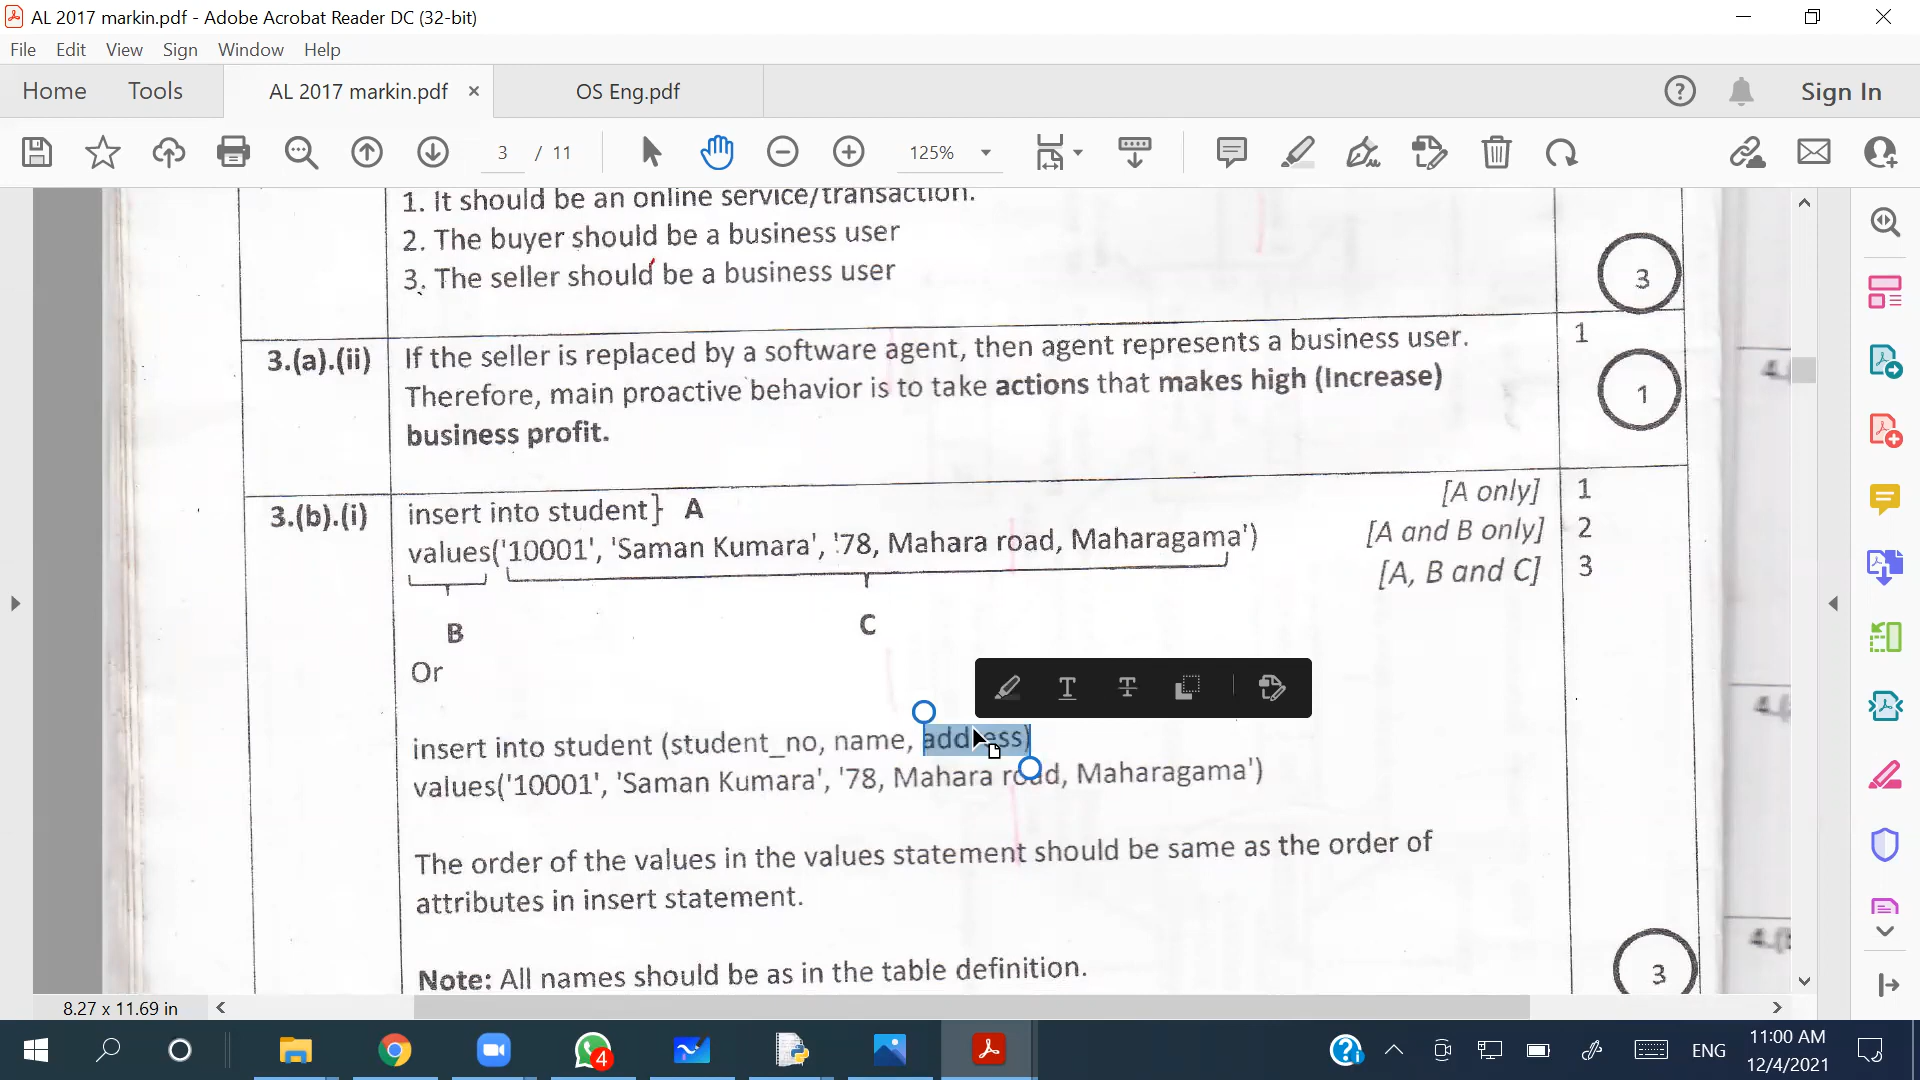 AL 2017 markin.pdf - Adobe Acrobat Reader DC (32-bit)
File Edit View Sign Window Help
Home Tools AL 2017 markin.pdf × OS Eng.pdf Sign In
3 / 11 125%
1. It should be an online service/transaction.
2. The buyer should be a business user
3. The seller should be a business user
3
3.(a).(ii) If the seller is replaced by a software agent, then agent represents a business user. 1
Therefore, main proactive behavior is to take actions that makes high (Increase)
business profit.
1
3.(b).(i) insert into student} A [A only] 1
values('10001', 'Saman Kumara', '78, Mahara road, Maharagama') [A and B only] 2
[A, B and C] 3
B C
Or
insert into student (student_no, name, address)
values('10001', 'Saman Kumara', '78, Mahara road, Maharagama')
The order of the values in the values statement should be same as the order of
attributes in insert statement.
Note: All names should be as in the table definition.
3
8.27 x 11.69 in
4
ENG
11:00 AM
12/4/2021